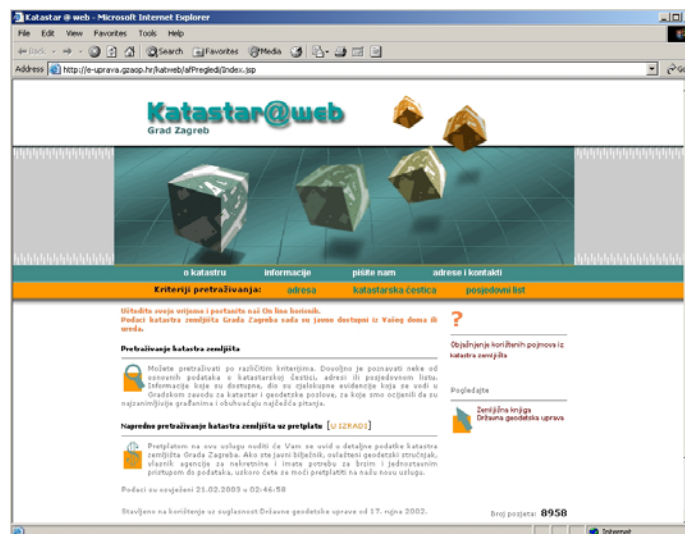 Katastar @ web - Microsoft Internet Explorer
File Edit View Favorites Tools Help
Back Search Favorites Media
Address http://e-uprava.gzaop.hr/katweb/afPregledi/Index.jsp Go
Katastar@web
Grad Zagreb
o katastru informacije pišite nam adrese i kontakti
Kriteriji pretraživanja: adresa katastarska čestica posjedovni list
Uštedite svoje vrijeme i postanite naš On line korisnik.
Podaci katastra zemljišta Grada Zagreba sada su javno dostupni iz Vašeg doma ili
ureda.
Pretraživanje katastra zemljišta
Možete pretraživati po različitim kriterijima. Dovoljno je poznavati neke od
osnovnih podataka o katastarskoj čestici, adresi ili posjedovnom listu.
Informacije koje su dostupne, dio su cjelokupne evidencije koja se vodi u
Gradskom zavodu za katastar i geodetske poslove, za koje smo ocijenili da su
najzanimljivije građanima i obuhvaćaju najčešća pitanja.
Napredno pretraživanje katastra zemljišta uz pretplatu [U IZRADI]
Pretplatom na ovu uslugu nuditi će Vam se uvid u detaljne podatke katastra
zemljišta Grada Zagreba. Ako ste javni bilježnik, ovlašteni geodetski stručnjak,
vlasnik agencije za nekretnine i imate potrebu za brzim i jednostavnim
pristupom do podataka, uskoro ćete se moći pretplatiti na našu novu uslugu.
Podaci su osvježeni 21.02.2003 u 02:46:58
Stavljeno na korištenje uz suglasnost Državne geodetske uprave od 17. rujna 2002.
?
Objašnjenje korištenih pojmova iz
katastra zemljišta
Pogledajte
Zemljišna knjiga
Državna geodetska uprava
Broj posjeta: 8958
Internet